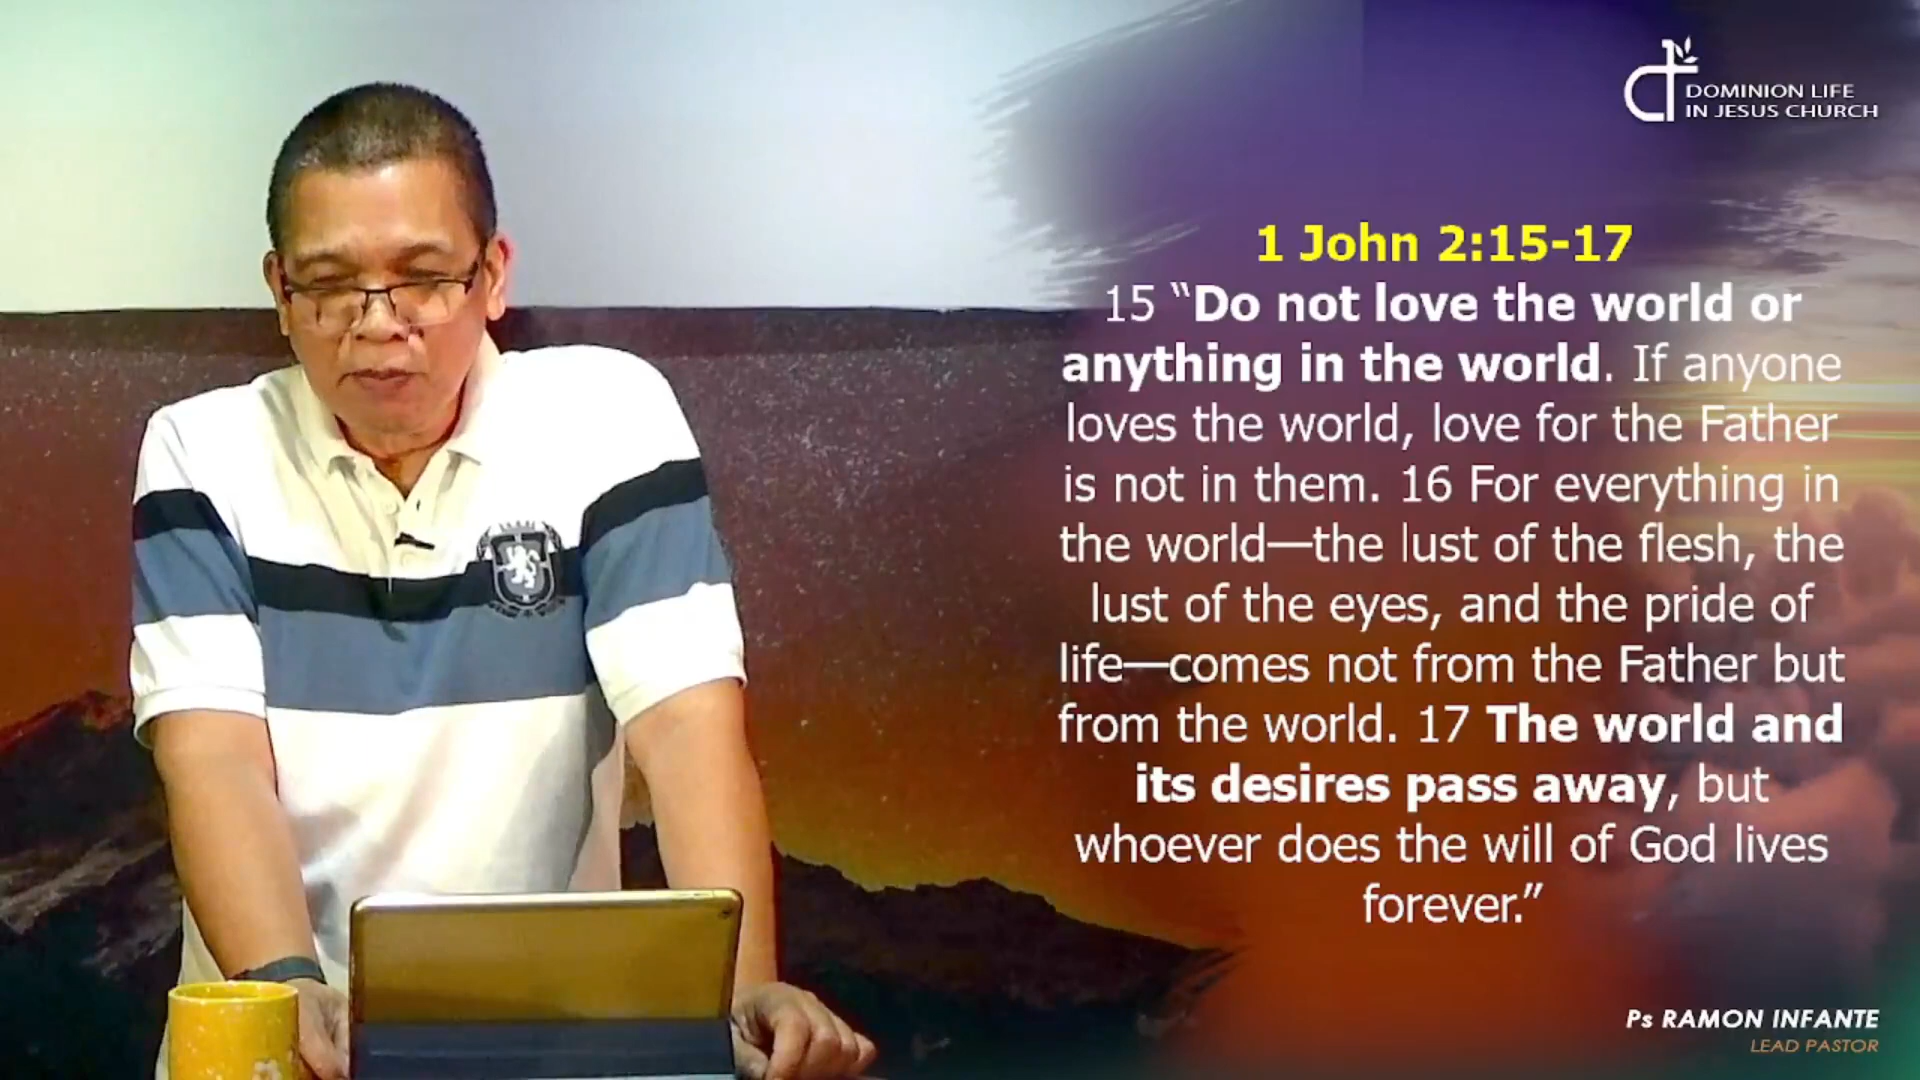 DOMINION LIFE
IN JESUS CHURCH
1 John 2:15-17
15 “Do not love the world or
anything in the world. If anyone
loves the world, love for the Father
is not in them. 16 For everything in
the world—the lust of the flesh, the
lust of the eyes, and the pride of
life—comes not from the Father but
from the world. 17 The world and
its desires pass away, but
whoever does the will of God lives
forever.”
Ps RAMON INFANTE
LEAD PASTOR